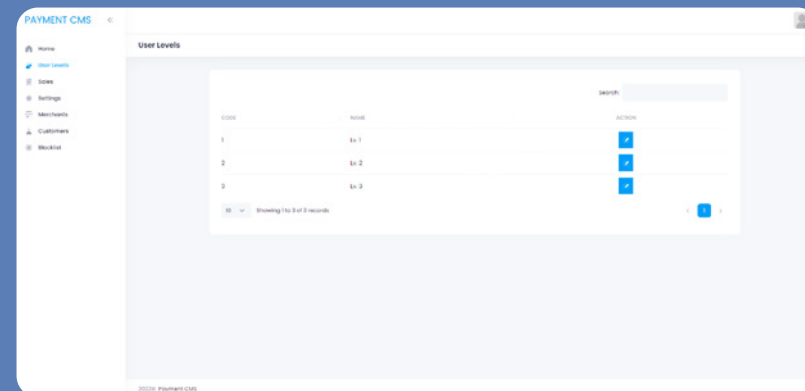 PAYMENT CMS
Home
User Levels
Sales
Settings
Merchants
Customers
Blocklist
User Levels
Search:
CODE NAME ACTION
1 Lv. 1
2 Lv. 2
3 Lv. 3
10 Showing 1 to 3 of 3 records
1
Payment CMS